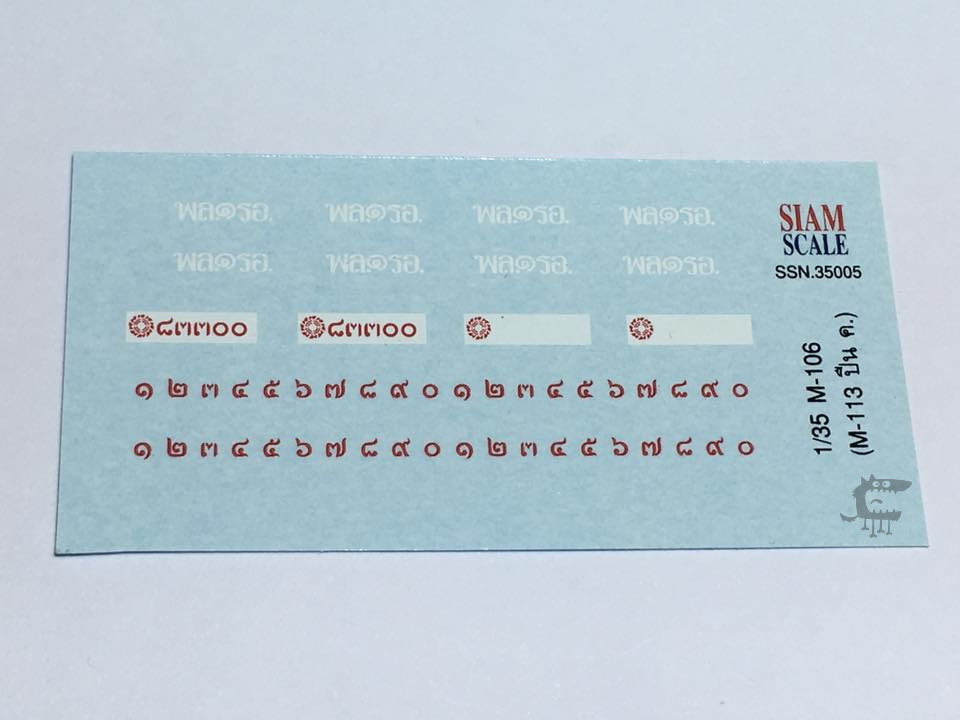 พล๑รอ. พล๑รอ. พล๑รอ. พล๑รอ.
พล๑รอ. พล๑รอ. พล๑รอ. พล๑รอ.
๘๓๓๐๐ ๘๓๓๐๐
๑ ๒ ๓ ๔ ๕ ๖ ๗ ๘ ๙ ๐ ๑ ๒ ๓ ๔ ๕ ๖ ๗ ๘ ๙ ๐
๑ ๒ ๓ ๔ ๕ ๖ ๗ ๘ ๙ ๐ ๑ ๒ ๓ ๔ ๕ ๖ ๗ ๘ ๙ ๐
SIAM
SCALE
SSN.35005
1/35 M-106
(M-113 ปืน ค.)